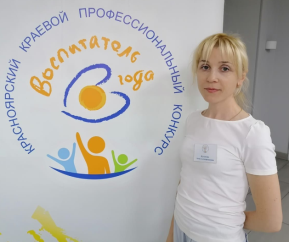 КРАСНОЯРСКИЙ КРАЕВОЙ ПРОФЕССИОНАЛЬНЫЙ КОНКУРС
Воспитатель
года